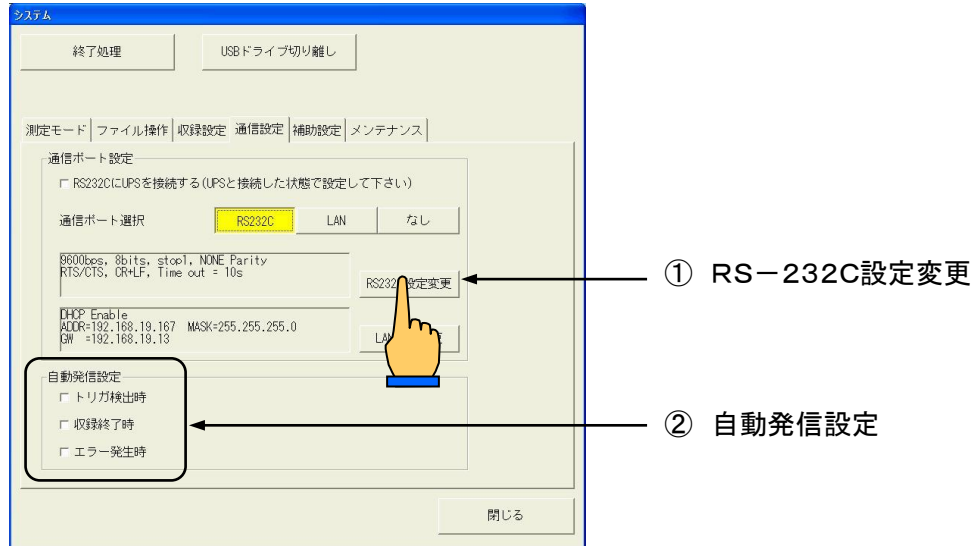 システム
終了処理
USBドライブ切り離し
測定モード ファイル操作 収録設定 通信設定 補助設定 メンテナンス
通信ポート設定
RS232CにUPSを接続する(UPSと接続した状態で設定して下さい)
通信ポート選択 RS232C LAN なし
9600bps, 8bits, stop1, NONE Parity
RTS/CTS, CR+LF, Time out = 10s
RS232 設定変更
① RS－232C設定変更
DHCP Enable
ADDR=192.168.19.167 MASK=255.255.255.0
GW =192.168.19.13
自動発信設定
トリガ検出時
収録終了時
エラー発生時
② 自動発信設定
閉じる